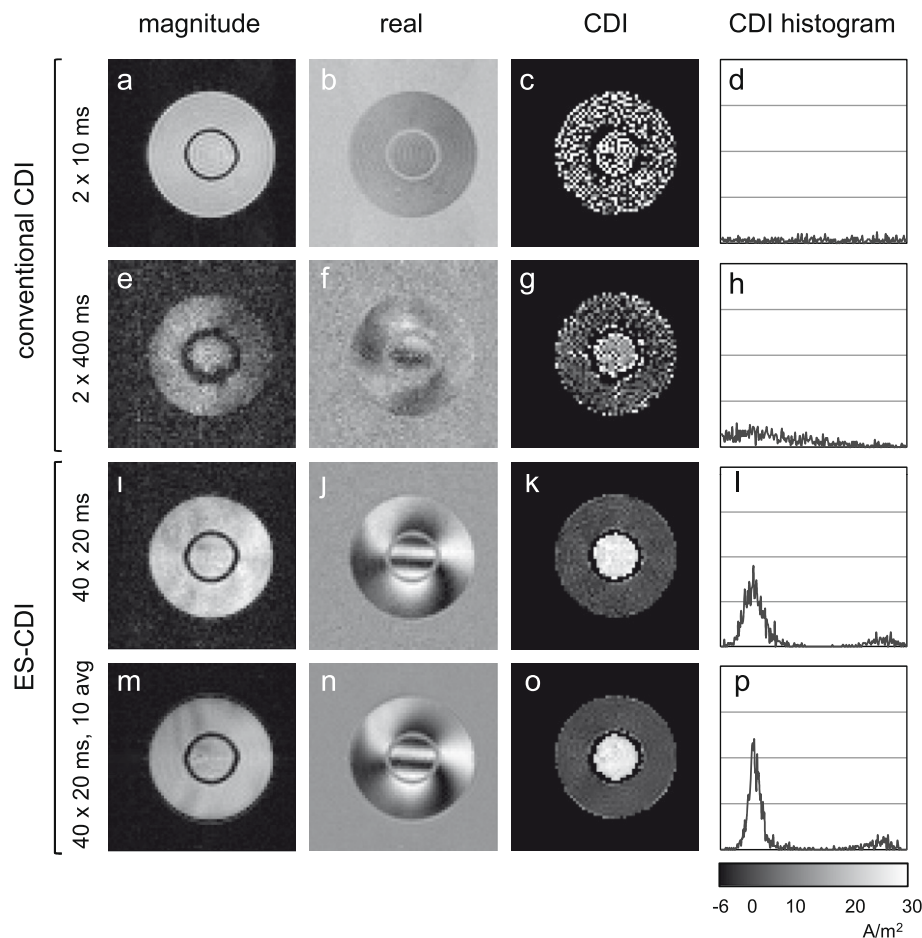 magnitude real CDI CDI histogram
conventional CDI
2 x 10 ms
a b c d
2 x 400 ms
e f g h
ES-CDI
40 x 20 ms
i j k l
40 x 20 ms, 10 avg
m n o p
-6 0 10 20 30
A/m²